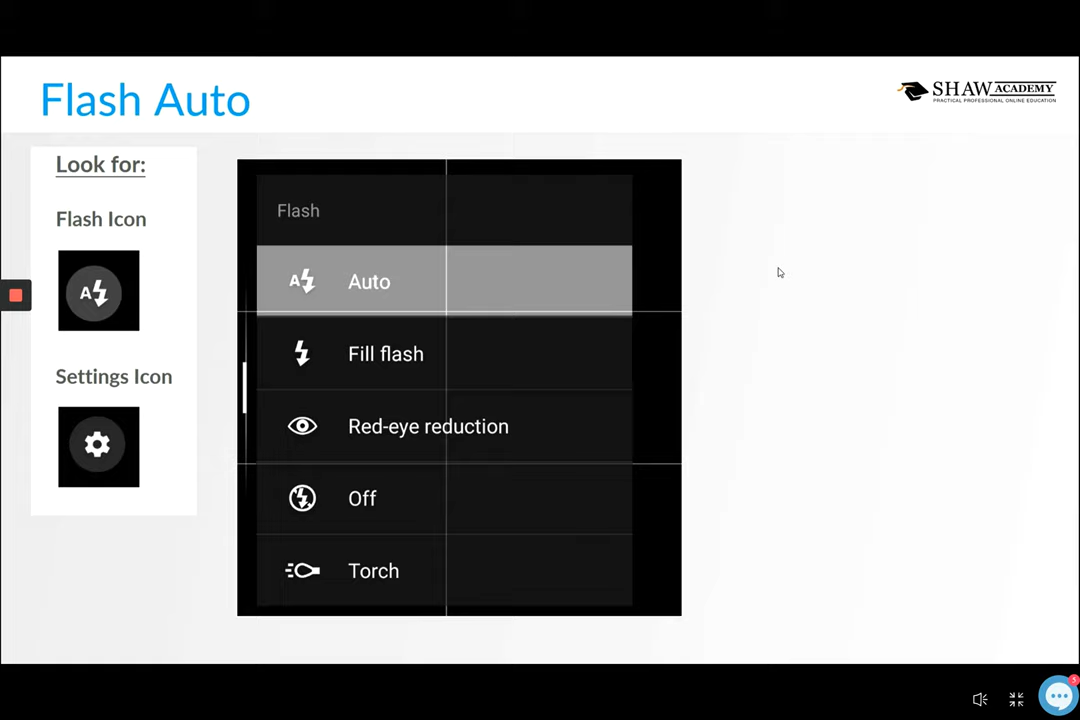 Flash Auto
SHAW ACADEMY
PRACTICAL PROFESSIONAL ONLINE EDUCATION
Look for:
Flash Icon
A
Settings Icon
Flash
A Auto
Fill flash
Red-eye reduction
Off
Torch
3